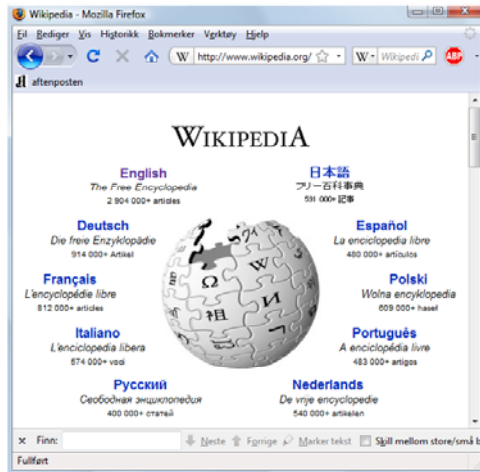 Wikipedia - Mozilla Firefox
Fil Rediger Vis Historikk Bokmerker Verktøy Hjelp
W http://www.wikipedia.org/ W Wikipedi ABP
aftenposten
WIKIPEDIA
English 日本語
The Free Encyclopedia フリー百科事典
2 904 000+ articles 591 000+ 記事
Deutsch Español
Die freie Enzyklopädie La enciclopedia libre
914 000+ Artikel 480 000+ artículos
Français Polski
L'encyclopédie libre Wolna encyklopedia
812 000+ articles 609 000+ haseł
Italiano Português
L'enciclopedia libera A enciclopédia livre
574 000+ voci 483 000+ artigos
Русский Nederlands
Свободная энциклопедия De vrije encyclopedie
400 000+ статей 540 000+ artikelen
Ω W И 祖
× Finn: Neste Forrige Marker tekst Skill mellom store/små b
Fullført